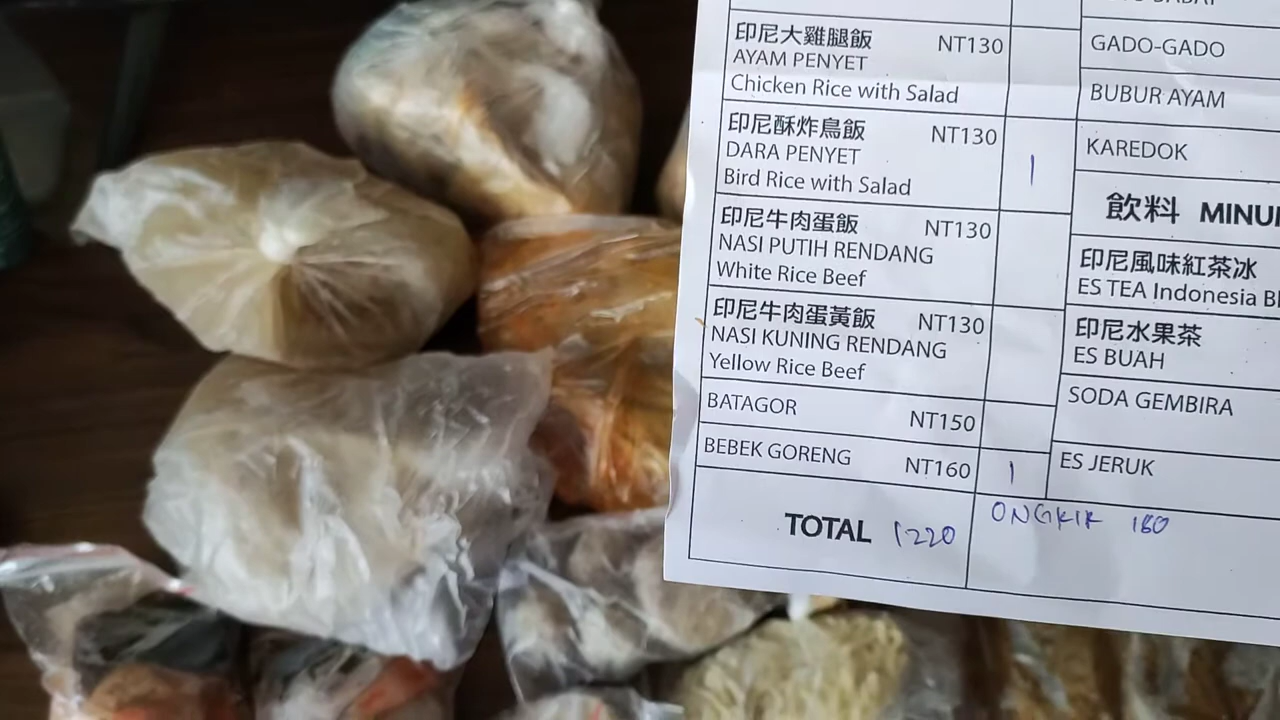 印尼大雞腿飯 NT130
AYAM PENYET
Chicken Rice with Salad
印尼酥炸鳥飯 NT130
DARA PENYET
Bird Rice with Salad
1
印尼牛肉蛋飯 NT130
NASI PUTIH RENDANG
White Rice Beef
印尼牛肉蛋黃飯 NT130
NASI KUNING RENDANG
Yellow Rice Beef
BATAGOR NT150
BEBEK GORENG NT160 1
TOTAL 1220
GADO-GADO
BUBUR AYAM
KAREDOK
飲料
印尼風味紅茶冰
ES TEA Indonesia
印尼水果茶
ES BUAH
SODA GEMBIRA
ES JERUK
ONGKIR 180